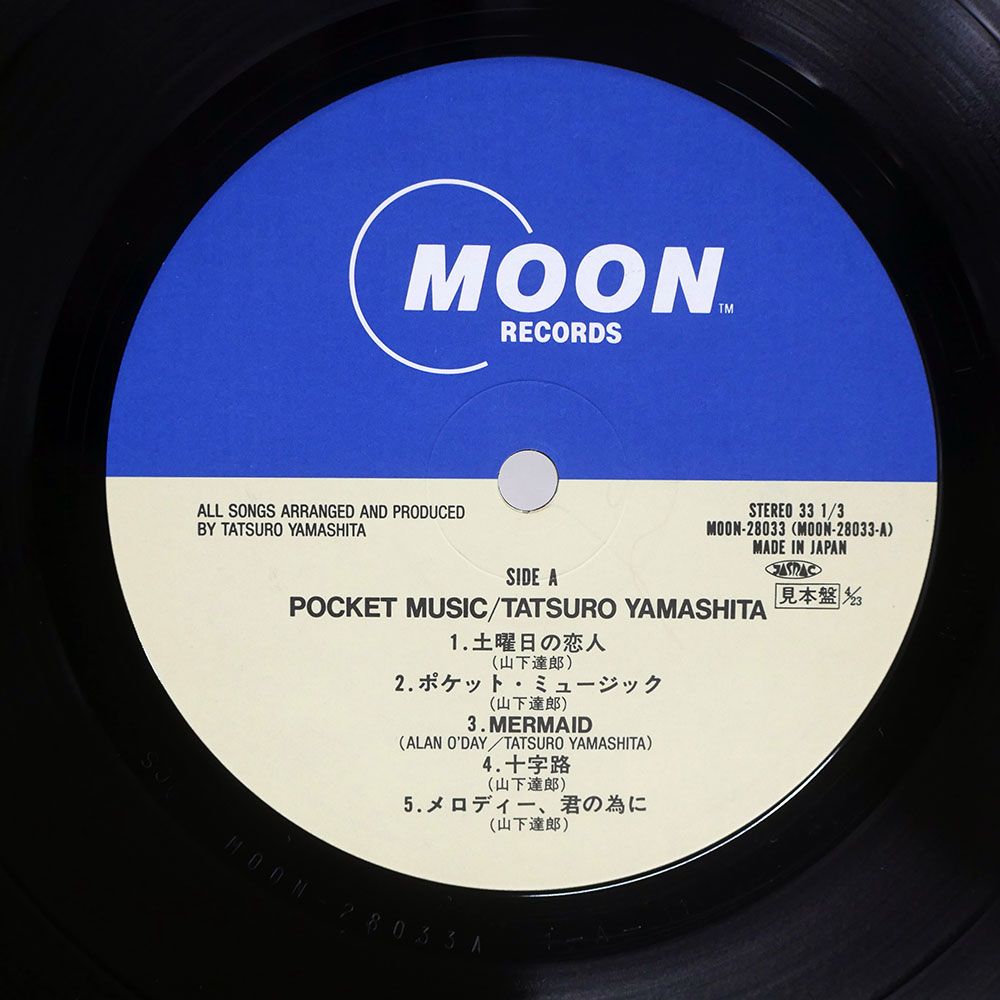 MOON™
RECORDS
ALL SONGS ARRANGED AND PRODUCED
BY TATSURO YAMASHITA
STEREO 33 1/3
MOON-28033 (MOON-28033-A)
MADE IN JAPAN
JASRAC
見本盤 4/23
SIDE A
POCKET MUSIC/TATSURO YAMASHITA
1.土曜日の恋人
(山下達郎)
2.ポケット・ミュージック
(山下達郎)
3.MERMAID
(ALAN O'DAY/TATSURO YAMASHITA)
4.十字路
(山下達郎)
5.メロディー、君の為に
(山下達郎)
MOON-28033A 1-A-